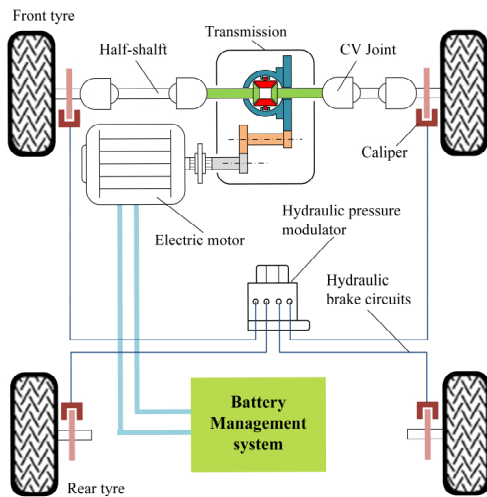 Front tyre
Transmission
Half-shalft
CV Joint
Caliper
Electric motor
Hydraulic pressure
modulator
Hydraulic
brake circuits
Battery
Management
system
Rear tyre